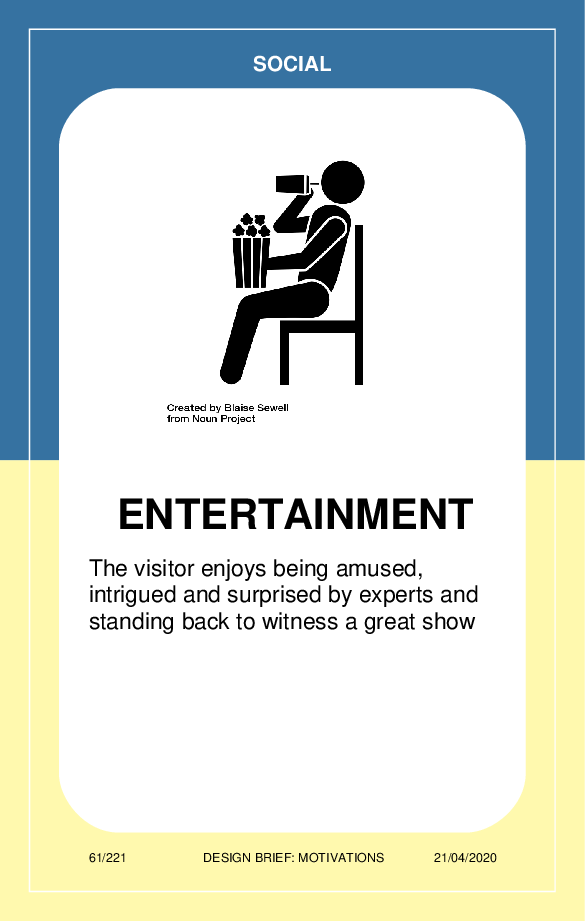 SOCIAL
Created by Blaise Sewell
from Noun Project
ENTERTAINMENT
The visitor enjoys being amused,
intrigued and surprised by experts and
standing back to witness a great show
61/221 DESIGN BRIEF: MOTIVATIONS 21/04/2020